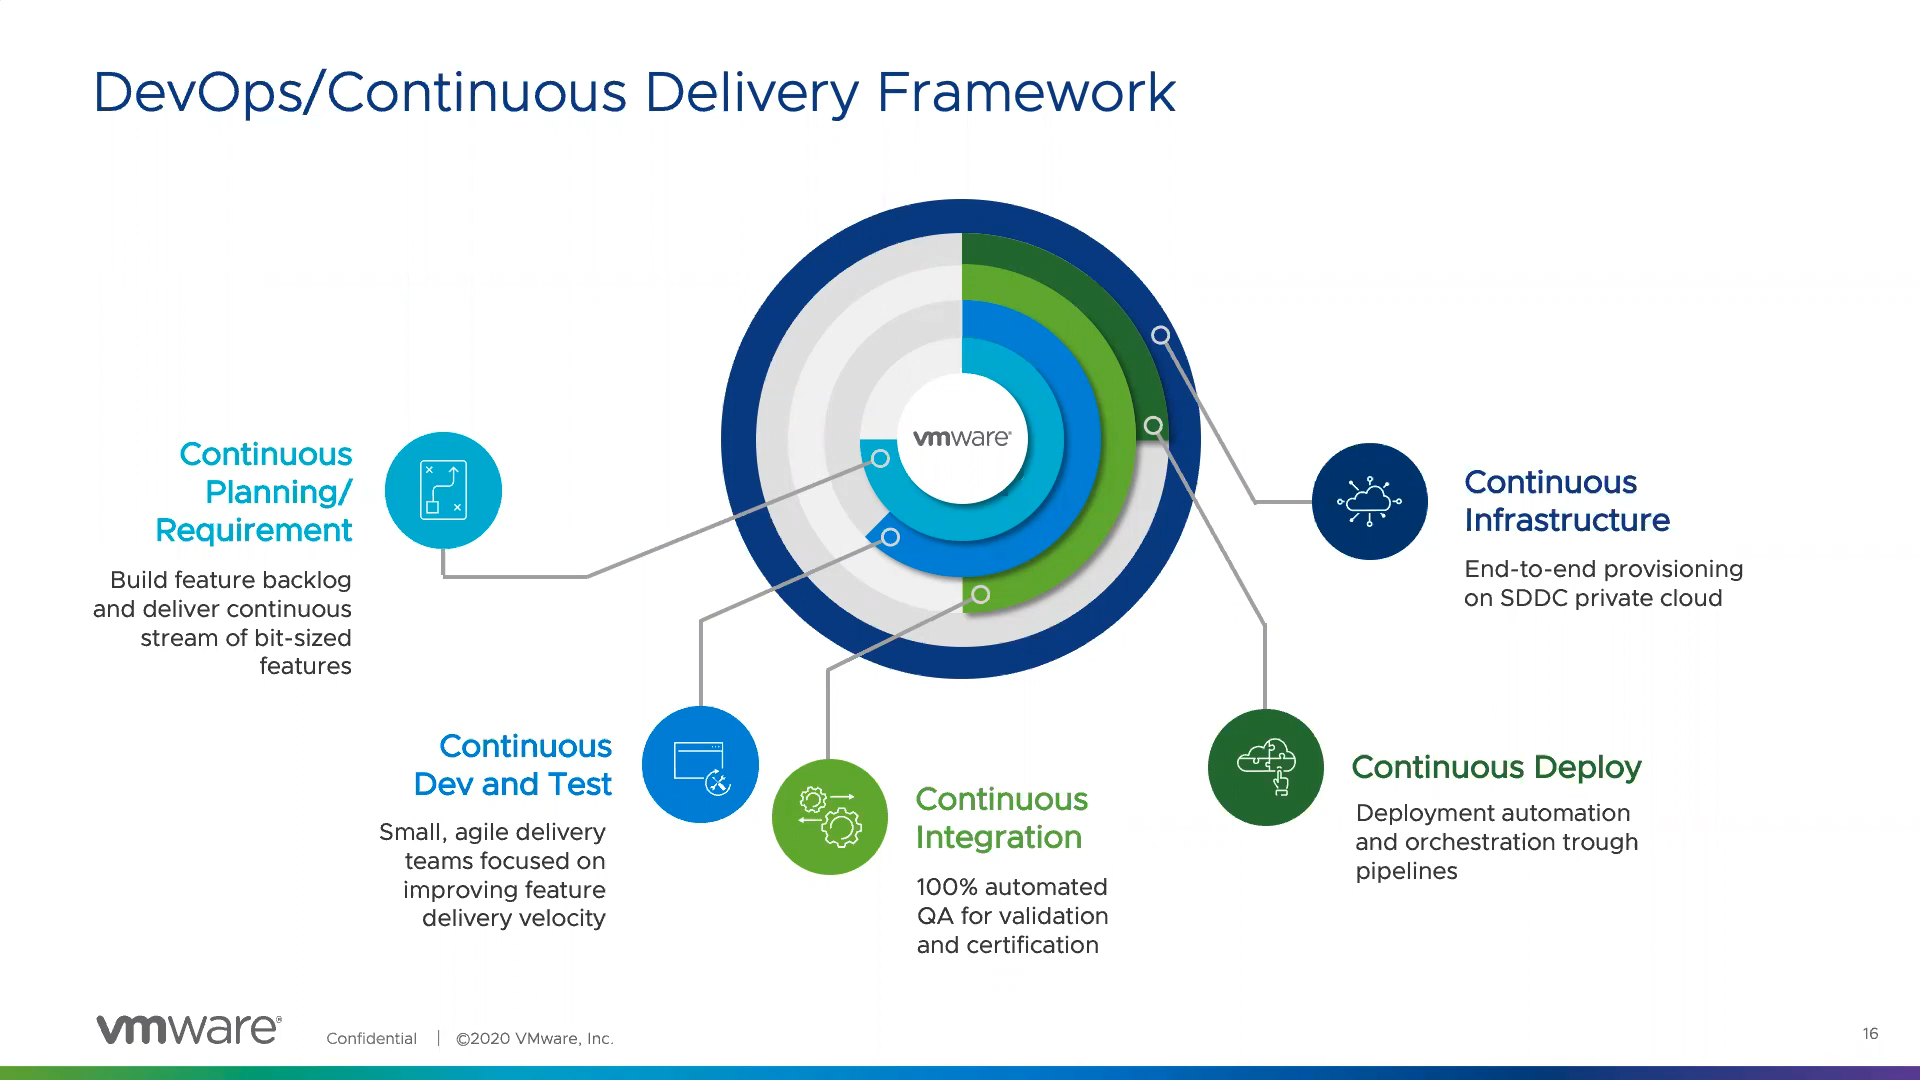 DevOps/Continuous Delivery Framework
vmware®
Continuous
Planning/
Requirement
Build feature backlog
and deliver continuous
stream of bit-sized
features
Continuous
Dev and Test
Small, agile delivery
teams focused on
improving feature
delivery velocity
Continuous
Integration
100% automated
QA for validation
and certification
Continuous Deploy
Deployment automation
and orchestration trough
pipelines
Continuous
Infrastructure
End-to-end provisioning
on SDDC private cloud
vmware®
Confidential | ©2020 VMware, Inc.
16